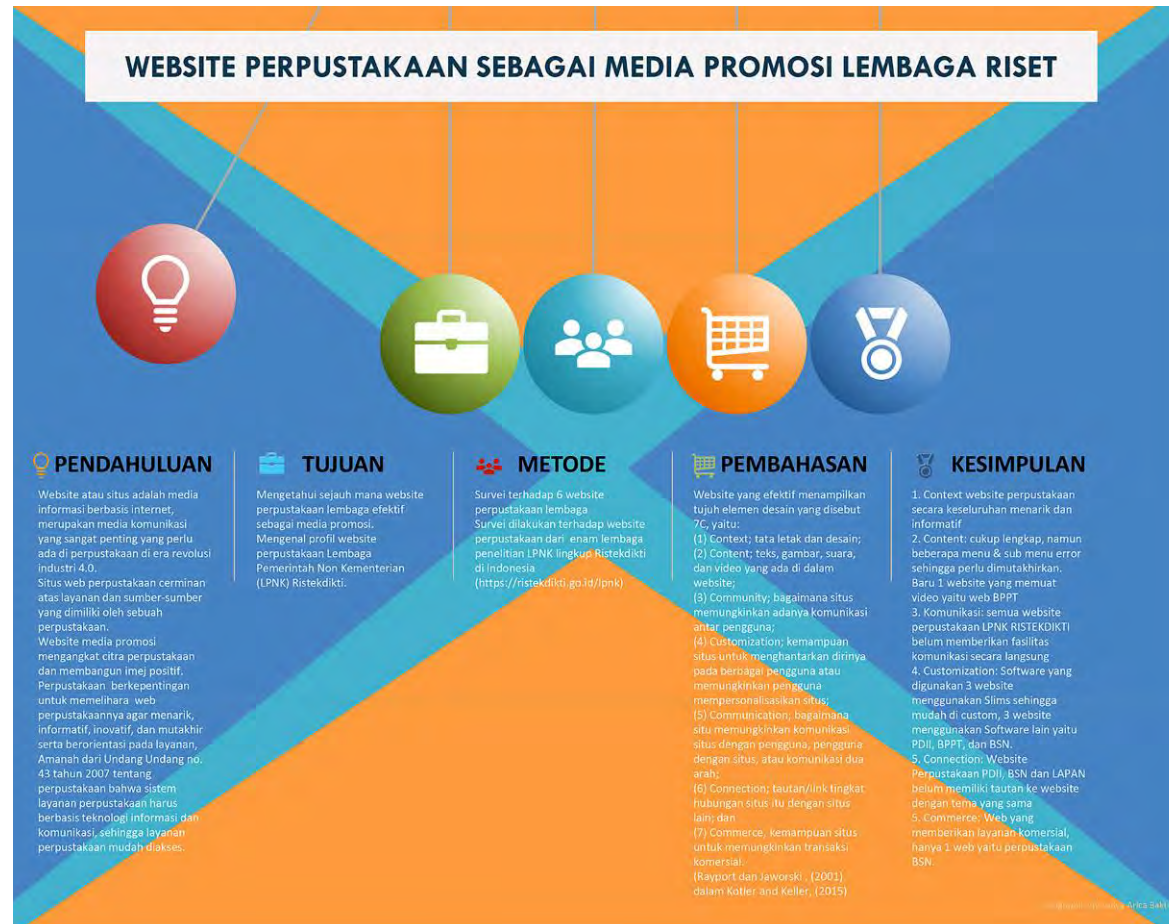 WEBSITE PERPUSTAKAAN SEBAGAI MEDIA PROMOSI LEMBAGA RISET
PENDAHULUAN
Website atau situs adalah media
informasi berbasis internet,
merupakan media komunikasi
yang sangat penting yang perlu
ada di perpustakaan di era revolusi
industri 4.0.
Situs web perpustakaan cerminan
atas layanan dan sumber-sumber
yang dimiliki oleh sebuah
perpustakaan.
Website media promosi
mengangkat citra perpustakaan
dan membangun imej positif.
Perpustakaan berkepentingan
untuk memelihara web
perpustakaannya agar menarik,
informatif, inovatif, dan mutakhir
serta berorientasi pada layanan,
Amanah dari Undang Undang no.
43 tahun 2007 tentang
perpustakaan bahwa sistem
layanan perpustakaan harus
berbasis teknologi informasi dan
komunikasi, sehingga layanan
perpustakaan mudah diakses.
TUJUAN
Mengetahui sejauh mana website
perpustakaan lembaga efektif
sebagai media promosi.
Mengenal profil website
perpustakaan Lembaga
Pemerintah Non Kementerian
(LPNK) Ristekdikti.
METODE
Survei terhadap 6 website
perpustakaan lembaga
Survei dilakukan terhadap website
perpustakaan dari enam lembaga
penelitian LPNK lingkup Ristekdikti
di Indonesia
(https://ristekdikti.go.id/lpnk)
PEMBAHASAN
Website yang efektif menampilkan
tujuh elemen desain yang disebut
7C, yaitu:
(1) Context; tata letak dan desain;
(2) Content; teks, gambar, suara,
dan video yang ada di dalam
website;
(3) Community; bagaimana situs
memungkinkan adanya komunikasi
antar pengguna;
(4) Customization; kemampuan
situs untuk menghantarkan dirinya
pada berbagai pengguna atau
memungkinkan pengguna
mempersonalisasikan situs;
(5) Communication; bagaimana
situ memungkinkan komunikasi
situs dengan pengguna, pengguna
dengan situs, atau komunikasi dua
arah;
(6) Connection; tautan/link tingkat
hubungan situs itu dengan situs
lain; dan
(7) Commerce, kemampuan situs
untuk memungkinkan transaksi
komersial.
(Rayport dan Jaworski , (2001)
dalam Kotler and Keller, (2015)
KESIMPULAN
1. Context website perpustakaan
secara keseluruhan menarik dan
informatif
2. Content: cukup lengkap, namun
beberapa menu & sub menu error
sehingga perlu dimutakhirkan.
Baru 1 website yang memuat
video yaitu web BPPT
3. Komunikasi: semua website
perpustakaan LPNK RISTEKDIKTI
belum memberikan fasilitas
komunikasi secara langsung
4. Customization: Software yang
digunakan 3 website
menggunakan Slims sehingga
mudah di custom, 3 website
menggunakan Software lain yaitu
PDII, BPPT, dan BSN.
5. Connection: Website
Perpustakaan PDII, BSN dan LAPAN
belum memiliki tautan ke website
dengan tema yang sama
5. Commerce: Web yang
memberikan layanan komersial,
hanya 1 web yaitu perpustakaan
BSN.